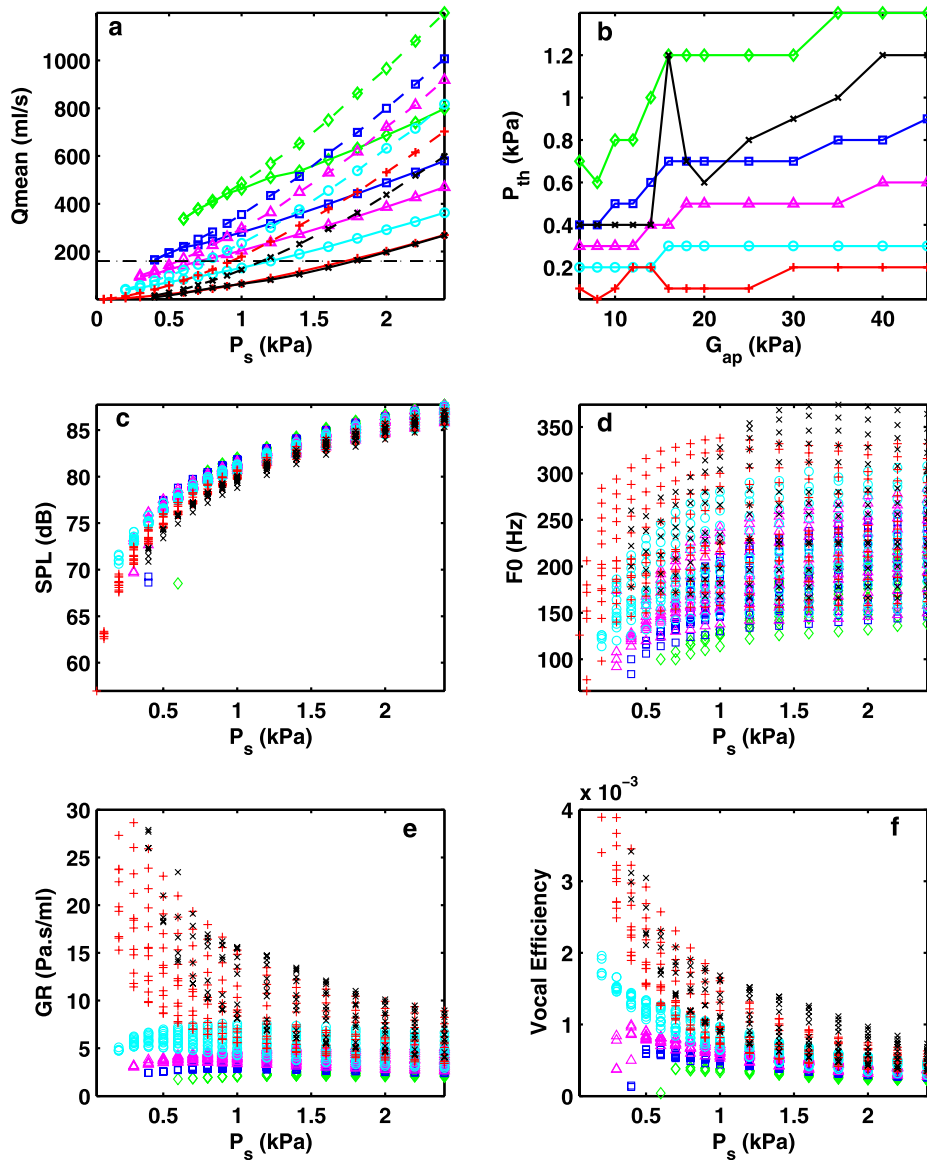 a
Qmean (ml/s)
1000
800
600
400
200
0
0 0.5 1 1.5 2
P_s (kPa)
b
P_th (kPa)
1.2
1
0.8
0.6
0.4
0.2
10 20 30 40
G_ap (kPa)
c
SPL (dB)
85
80
75
70
65
60
0.5 1 1.5 2
P_s (kPa)
d
F0 (Hz)
350
300
250
200
150
100
0.5 1 1.5 2
P_s (kPa)
e
GR (Pa.s/ml)
30
25
20
15
10
5
0
0.5 1 1.5 2
P_s (kPa)
x 10^-3
f
Vocal Efficiency
4
3
2
1
0
0.5 1 1.5 2
P_s (kPa)